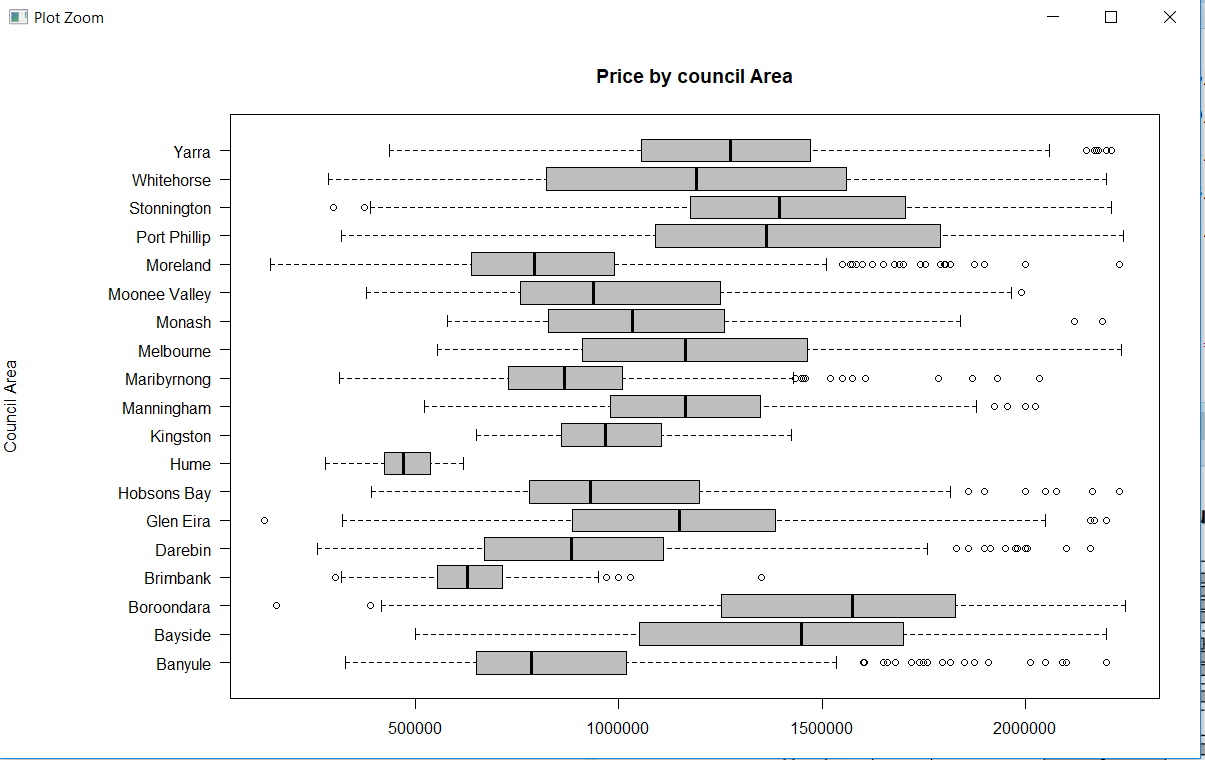 Plot Zoom
Price by council Area
Yarra
Whitehorse
Stonnington
Port Phillip
Moreland
Moonee Valley
Monash
Melbourne
Maribyrnong
Manningham
Kingston
Hume
Hobsons Bay
Glen Eira
Darebin
Brimbank
Boroondara
Bayside
Banyule
Council Area
500000 1000000 1500000 2000000